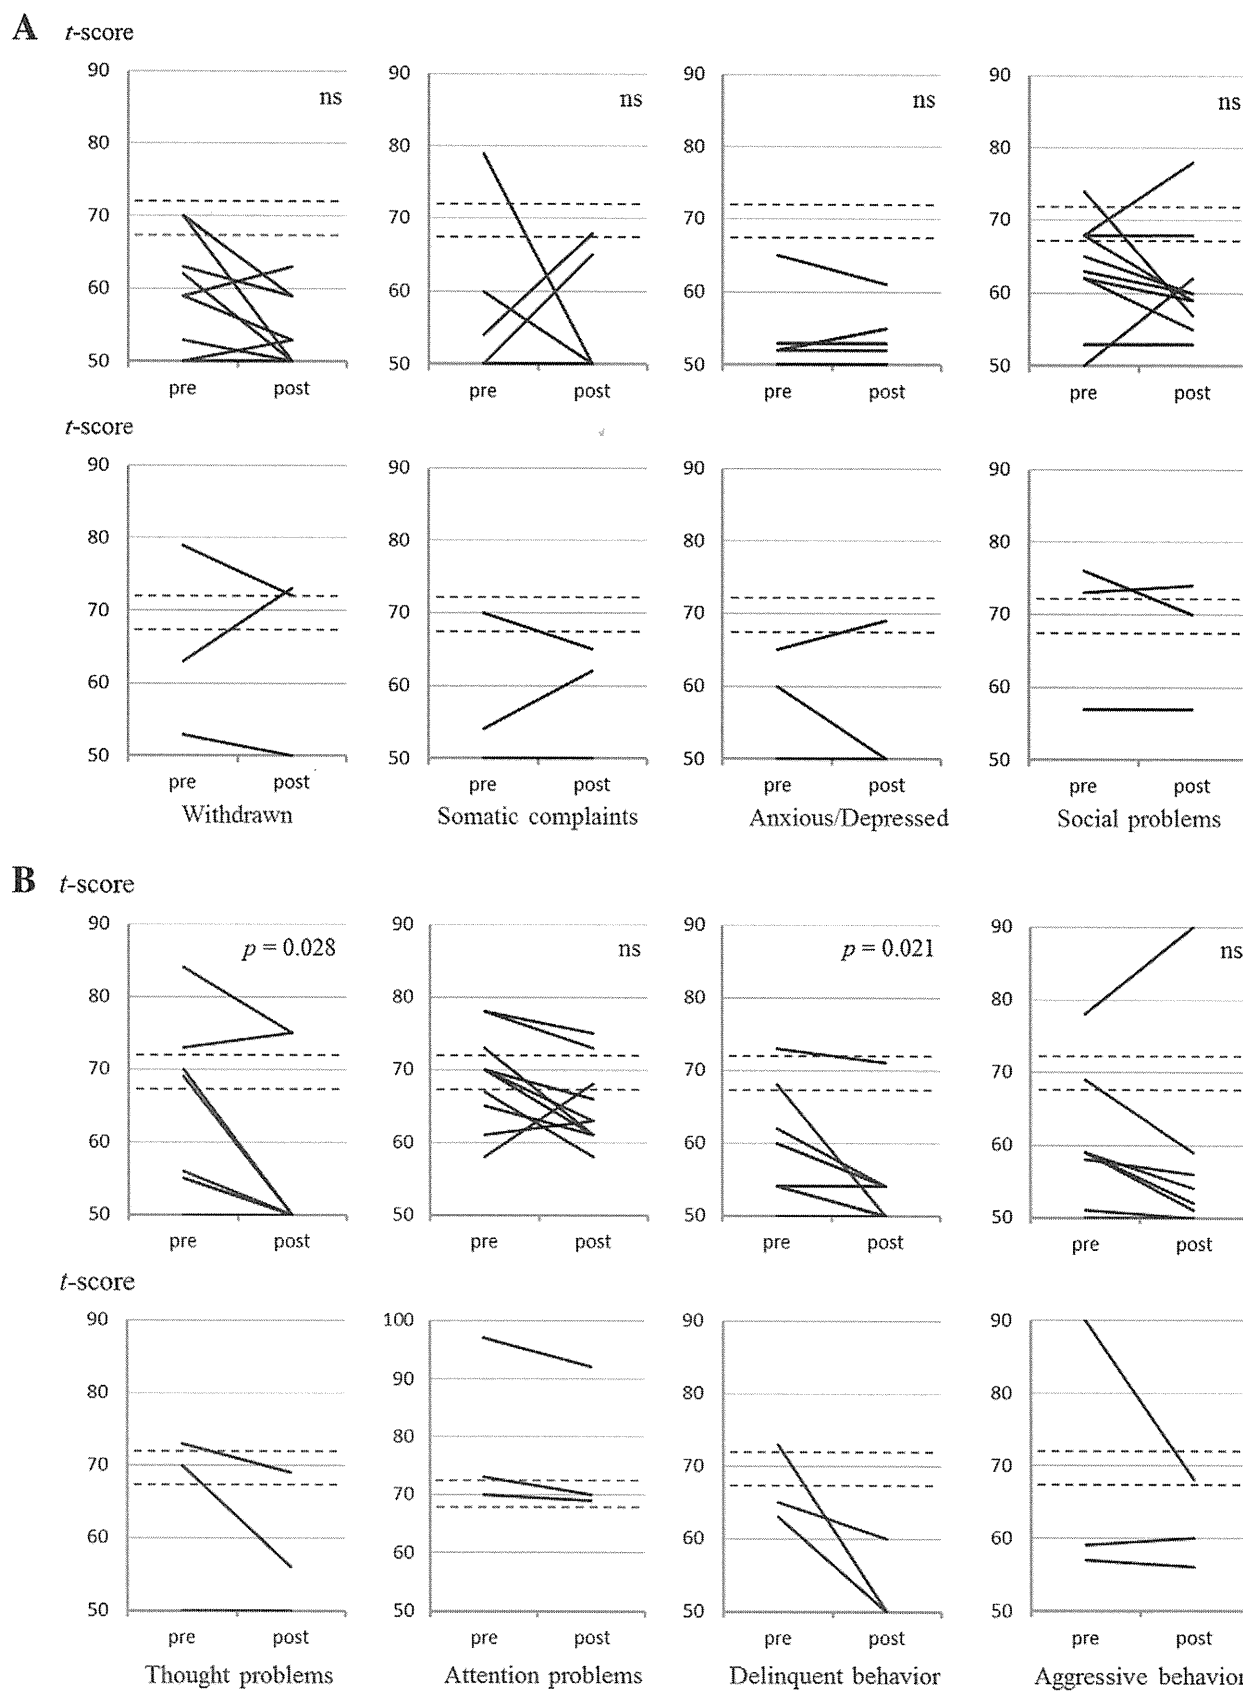 A t-score
90 90 90 90
ns ns ns ns
80 80 80 80
70 70 70 70
60 60 60 60
50 50 50 50
pre post pre post pre post pre post
t-score
90 90 90 90
80 80 80 80
70 70 70 70
60 60 60 60
50 50 50 50
pre post pre post pre post pre post
Withdrawn Somatic complaints Anxious/Depressed Social problems
B t-score
90 90 90 90
p = 0.028 ns p = 0.021 ns
80 80 80 80
70 70 70 70
60 60 60 60
50 50 50 50
pre post pre post pre post pre post
t-score
90 100 90 90
90
80 80 80 80
70 70 70 70
60 60 60 60
50 50 50 50
pre post pre post pre post pre post
Thought problems Attention problems Delinquent behavior Aggressive behavior